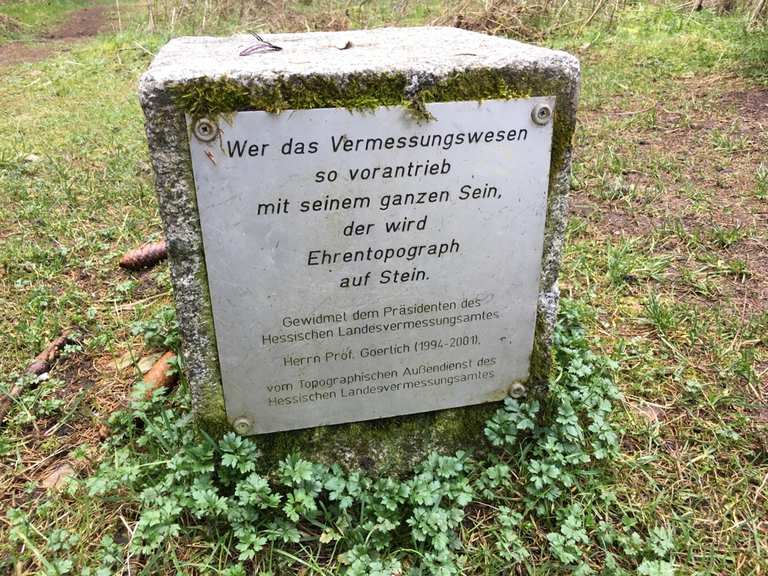 Wer das Vermessungswesen
so vorantrieb
mit seinem ganzen Sein,
der wird
Ehrentopograph
auf Stein.
Gewidmet dem Präsidenten des
Hessischen Landesvermessungsamtes
Herrn Prof. Goerlich (1994-2001),
vom Topographischen Außendienst des
Hessischen Landesvermessungsamtes